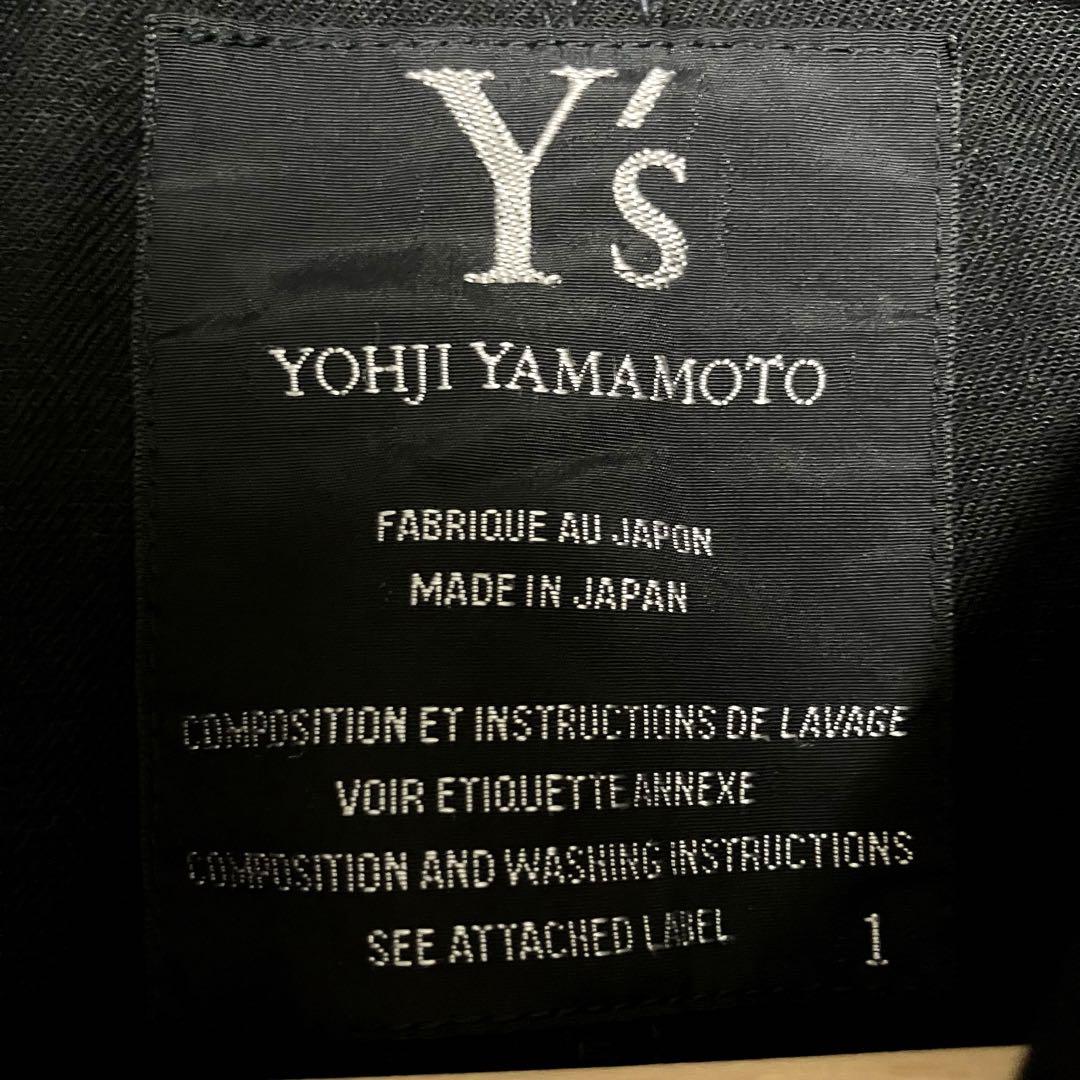 Y's
YOHJI YAMAMOTO
FABRIQUE AU JAPON
MADE IN JAPAN
COMPOSITION ET INSTRUCTIONS DE LAVAGE
VOIR ETIQUETTE ANNEXE
COMPOSITION AND WASHING INSTRUCTIONS
SEE ATTACHED LABEL 1